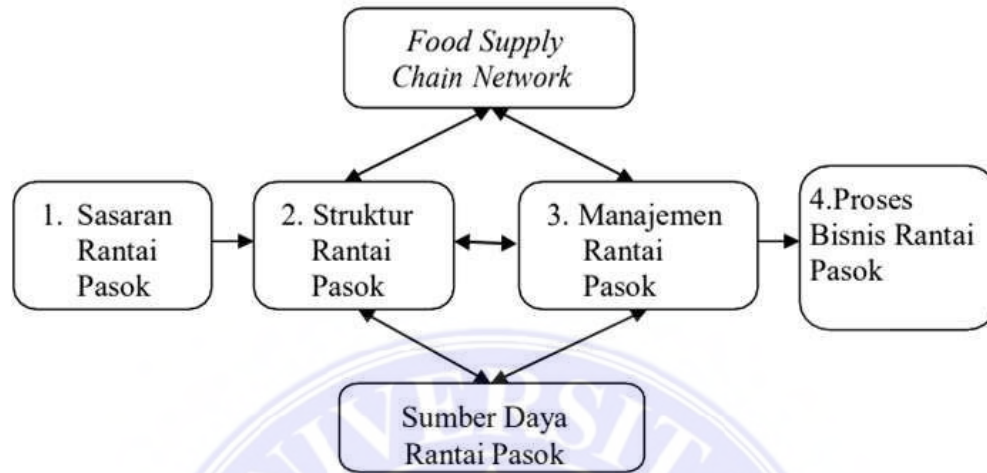 Food Supply
Chain Network
1. Sasaran
Rantai
Pasok
2. Struktur
Rantai
Pasok
3. Manajemen
Rantai
Pasok
4.Proses
Bisnis Rantai
Pasok
Sumber Daya
Rantai Pasok